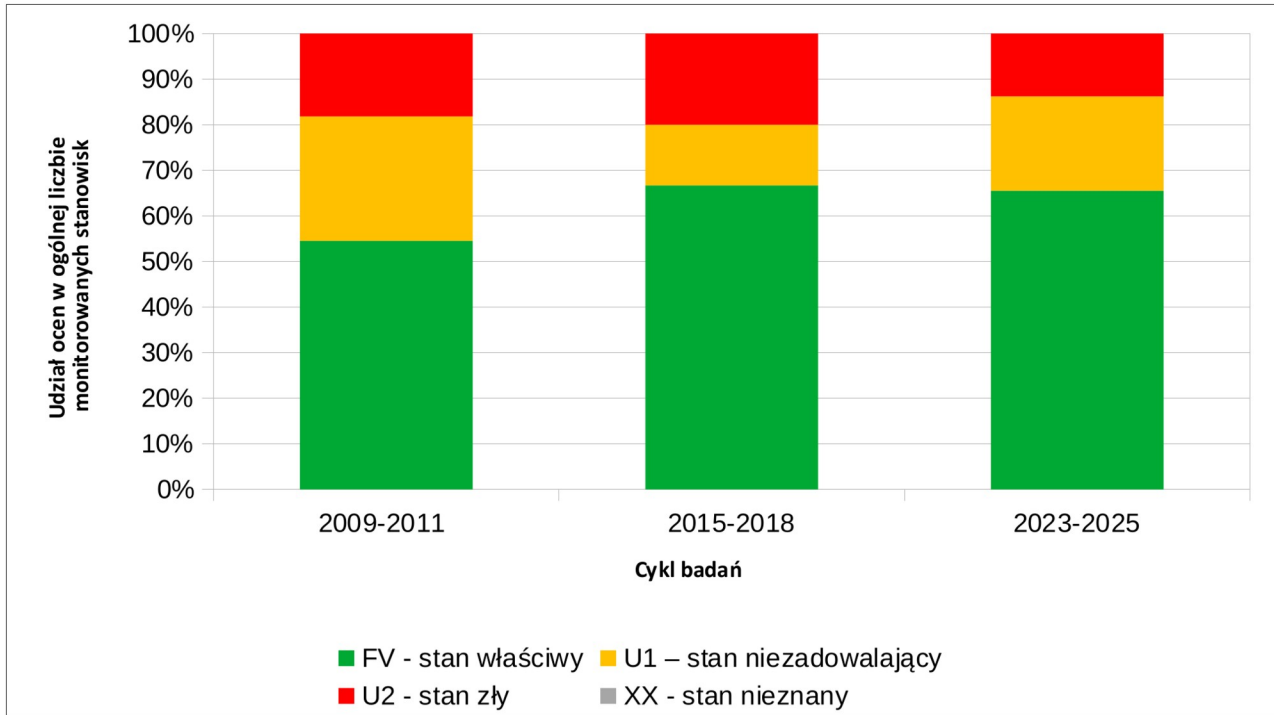 Udział ocen w ogólnej liczbie
monitorowanych stanowisk
100%
90%
80%
70%
60%
50%
40%
30%
20%
10%
0%
2009-2011
2015-2018
2023-2025
Cykl badań
FV - stan właściwy
U1 – stan niezadowalający
U2 - stan zły
XX - stan nieznany